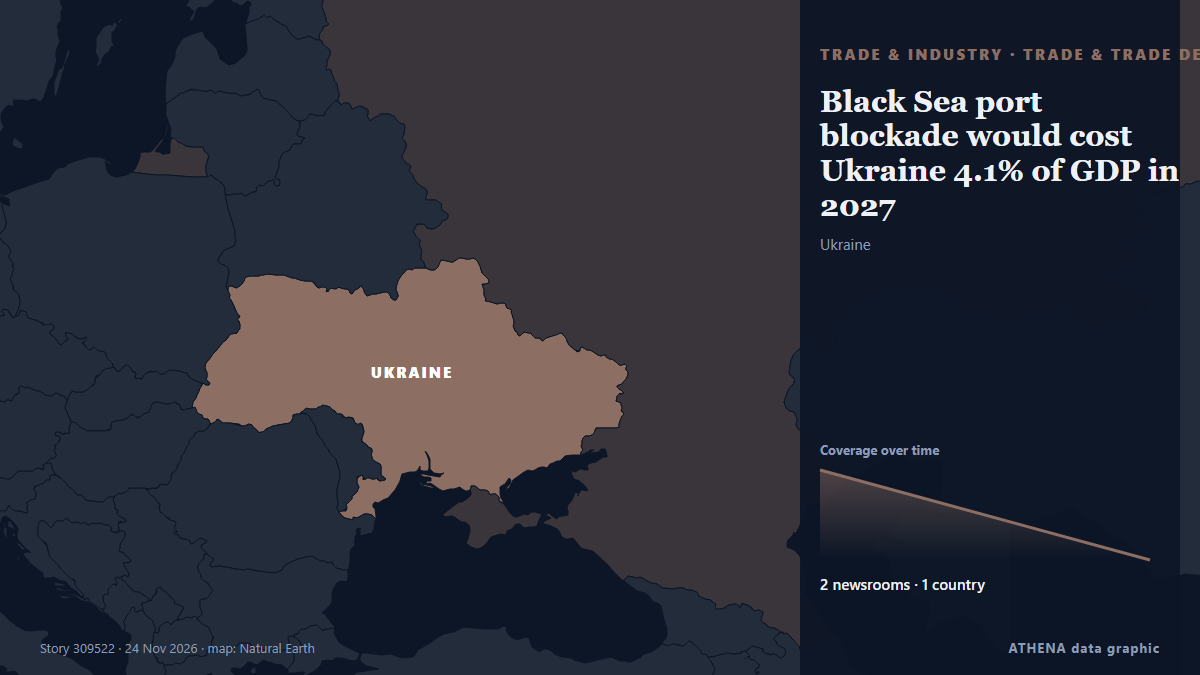 TRADE & INDUSTRY · TRADE & TRADE DE
Black Sea port
blockade would cost
Ukraine 4.1% of GDP in
2027
Ukraine
UKRAINE
Coverage over time
2 newsrooms · 1 country
Story 309522 · 24 Nov 2026 · map: Natural Earth
ATHENA data graphic